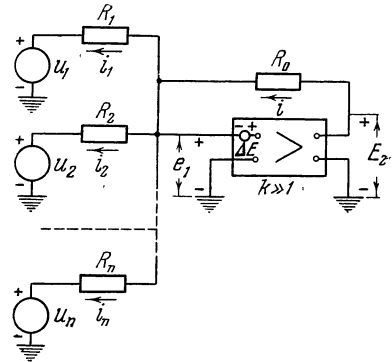 R₁
+
u₁
-
i₁
R₂
+
u₂
-
i₂
Rₙ
+
uₙ
-
iₙ
R₀
i
+
e₁
-
- +
ΔE
>
k≫1
+
E₂
-